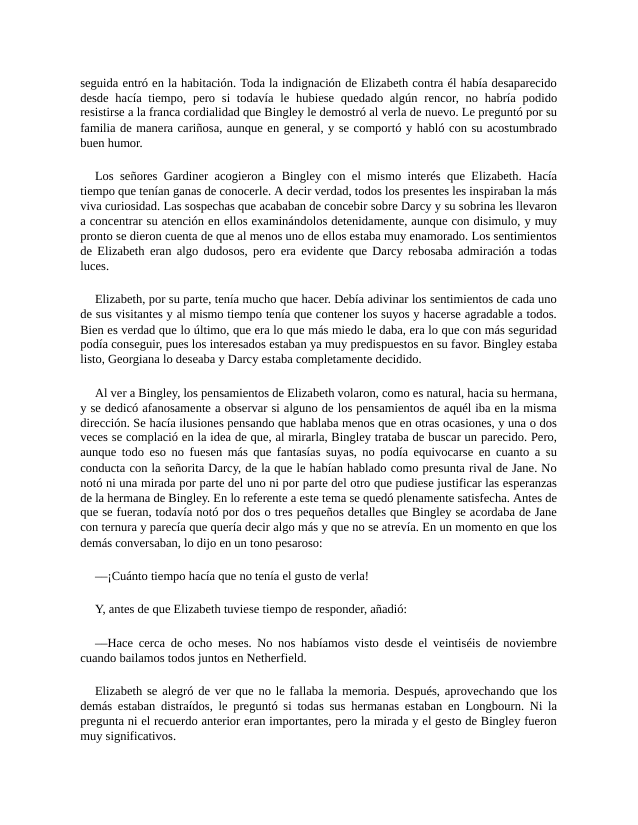 seguida entró en la habitación. Toda la indignación de Elizabeth contra él había desaparecido
desde hacía tiempo, pero si todavía le hubiese quedado algún rencor, no habría podido
resistirse a la franca cordialidad que Bingley le demostró al verla de nuevo. Le preguntó por su
familia de manera cariñosa, aunque en general, y se comportó y habló con su acostumbrado
buen humor.
Los señores Gardiner acogieron a Bingley con el mismo interés que Elizabeth. Hacía
tiempo que tenían ganas de conocerle. A decir verdad, todos los presentes les inspiraban la más
viva curiosidad. Las sospechas que acababan de concebir sobre Darcy y su sobrina les llevaron
a concentrar su atención en ellos examinándolos detenidamente, aunque con disimulo, y muy
pronto se dieron cuenta de que al menos uno de ellos estaba muy enamorado. Los sentimientos
de Elizabeth eran algo dudosos, pero era evidente que Darcy rebosaba admiración a todas
luces.
Elizabeth, por su parte, tenía mucho que hacer. Debía adivinar los sentimientos de cada uno
de sus visitantes y al mismo tiempo tenía que contener los suyos y hacerse agradable a todos.
Bien es verdad que lo último, que era lo que más miedo le daba, era lo que con más seguridad
podía conseguir, pues los interesados estaban ya muy predispuestos en su favor. Bingley estaba
listo, Georgiana lo deseaba y Darcy estaba completamente decidido.
Al ver a Bingley, los pensamientos de Elizabeth volaron, como es natural, hacia su hermana,
y se dedicó afanosamente a observar si alguno de los pensamientos de aquél iba en la misma
dirección. Se hacía ilusiones pensando que hablaba menos que en otras ocasiones, y una o dos
veces se complació en la idea de que, al mirarla, Bingley trataba de buscar un parecido. Pero,
aunque todo eso no fuesen más que fantasías suyas, no podía equivocarse en cuanto a su
conducta con la señorita Darcy, de la que le habían hablado como presunta rival de Jane. No
notó ni una mirada por parte del uno ni por parte del otro que pudiese justificar las esperanzas
de la hermana de Bingley. En lo referente a este tema se quedó plenamente satisfecha. Antes de
que se fueran, todavía notó por dos o tres pequeños detalles que Bingley se acordaba de Jane
con ternura y parecía que quería decir algo más y que no se atrevía. En un momento en que los
demás conversaban, lo dijo en un tono pesaroso:
—¡Cuánto tiempo hacía que no tenía el gusto de verla!
Y, antes de que Elizabeth tuviese tiempo de responder, añadió:
—Hace cerca de ocho meses. No nos habíamos visto desde el veintiséis de noviembre
cuando bailamos todos juntos en Netherfield.
Elizabeth se alegró de ver que no le fallaba la memoria. Después, aprovechando que los
demás estaban distraídos, le preguntó si todas sus hermanas estaban en Longbourn. Ni la
pregunta ni el recuerdo anterior eran importantes, pero la mirada y el gesto de Bingley fueron
muy significativos.